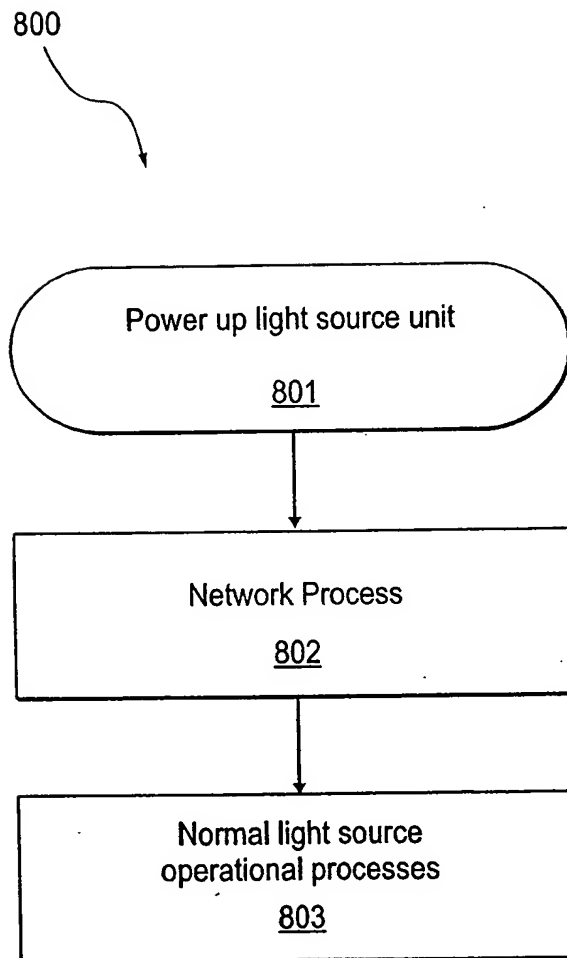 800
Power up light source unit
801
Network Process
802
Normal light source
operational processes
803